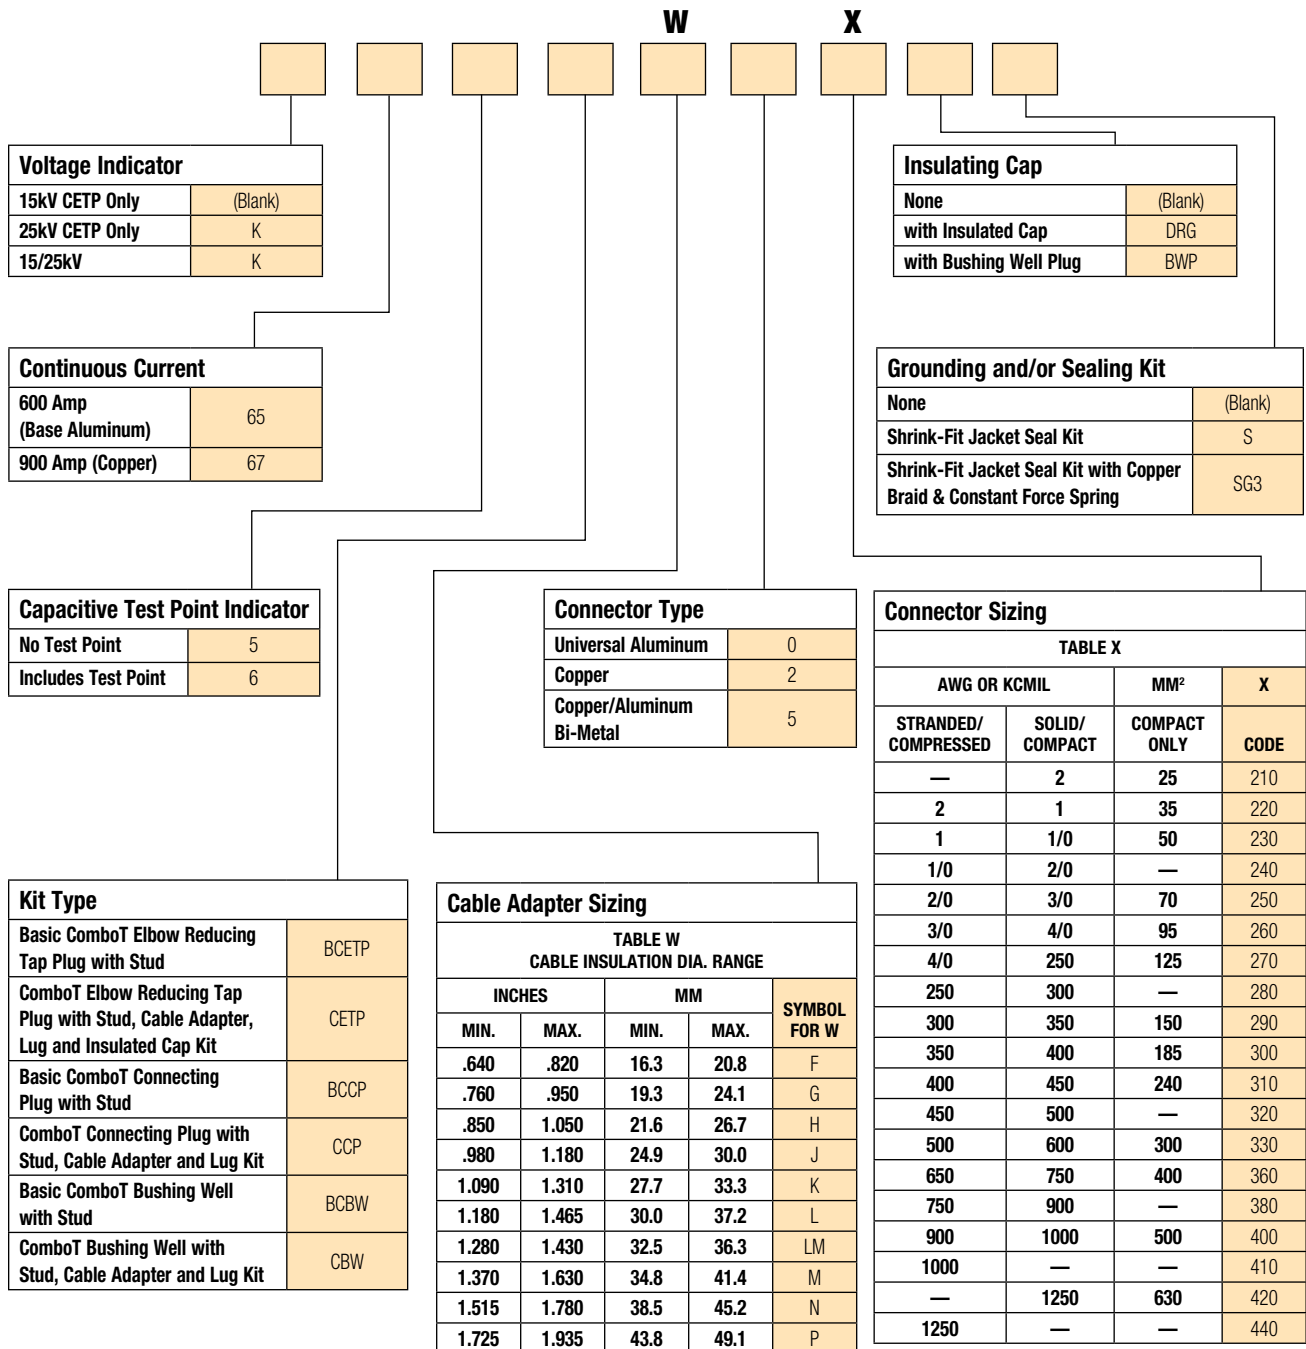 W X
Voltage Indicator
15kV CETP Only (Blank)
25kV CETP Only K
15/25kV K
Insulating Cap
None (Blank)
with Insulated Cap DRG
with Bushing Well Plug BWP
Continuous Current
600 Amp
(Base Aluminum) 65
900 Amp (Copper) 67
Grounding and/or Sealing Kit
None (Blank)
Shrink-Fit Jacket Seal Kit S
Shrink-Fit Jacket Seal Kit with Copper
Braid & Constant Force Spring SG3
Capacitive Test Point Indicator
No Test Point 5
Includes Test Point 6
Connector Type
Universal Aluminum 0
Copper 2
Copper/Aluminum
Bi-Metal 5
Connector Sizing
TABLE X
AWG OR KCMIL MM² X
STRANDED/ SOLID/ COMPACT
COMPRESSED COMPACT ONLY CODE
— 2 25 210
2 1 35 220
1 1/0 50 230
1/0 2/0 — 240
2/0 3/0 70 250
3/0 4/0 95 260
4/0 250 125 270
250 300 — 280
300 350 150 290
350 400 185 300
400 450 240 310
450 500 — 320
500 600 300 330
650 750 400 360
750 900 — 380
900 1000 500 400
1000 — — 410
— 1250 630 420
1250 — — 440
Kit Type
Basic ComboT Elbow Reducing
Tap Plug with Stud BCETP
ComboT Elbow Reducing Tap
Plug with Stud, Cable Adapter, CETP
Lug and Insulated Cap Kit
Basic ComboT Connecting
Plug with Stud BCCP
ComboT Connecting Plug with
Stud, Cable Adapter and Lug Kit CCP
Basic ComboT Bushing Well
with Stud BCBW
ComboT Bushing Well with
Stud, Cable Adapter and Lug Kit CBW
Cable Adapter Sizing
TABLE W
CABLE INSULATION DIA. RANGE
INCHES MM SYMBOL
MIN. MAX. MIN. MAX. FOR W
.640 .820 16.3 20.8 F
.760 .950 19.3 24.1 G
.850 1.050 21.6 26.7 H
.980 1.180 24.9 30.0 J
1.090 1.310 27.7 33.3 K
1.180 1.465 30.0 37.2 L
1.280 1.430 32.5 36.3 LM
1.370 1.630 34.8 41.4 M
1.515 1.780 38.5 45.2 N
1.725 1.935 43.8 49.1 P